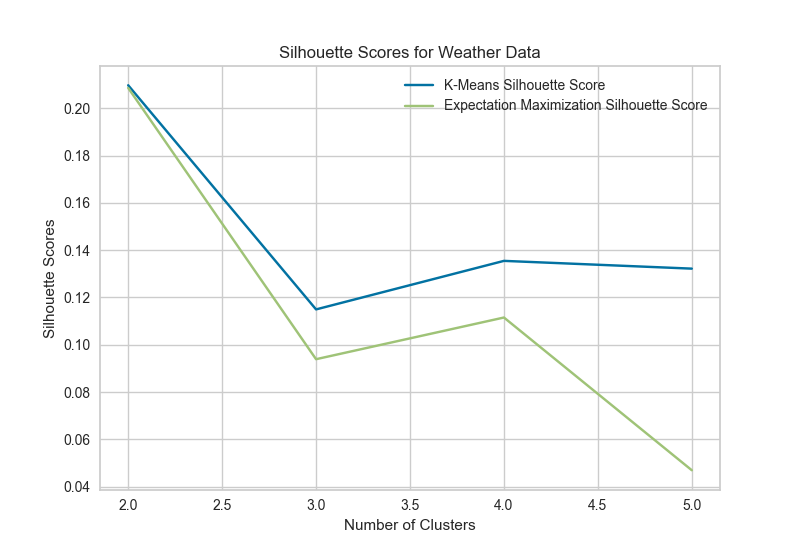 Silhouette Scores for Weather Data
K-Means Silhouette Score
Expectation Maximization Silhouette Score
Silhouette Scores
0.20
0.18
0.16
0.14
0.12
0.10
0.08
0.06
0.04
2.0 2.5 3.0 3.5 4.0 4.5 5.0
Number of Clusters